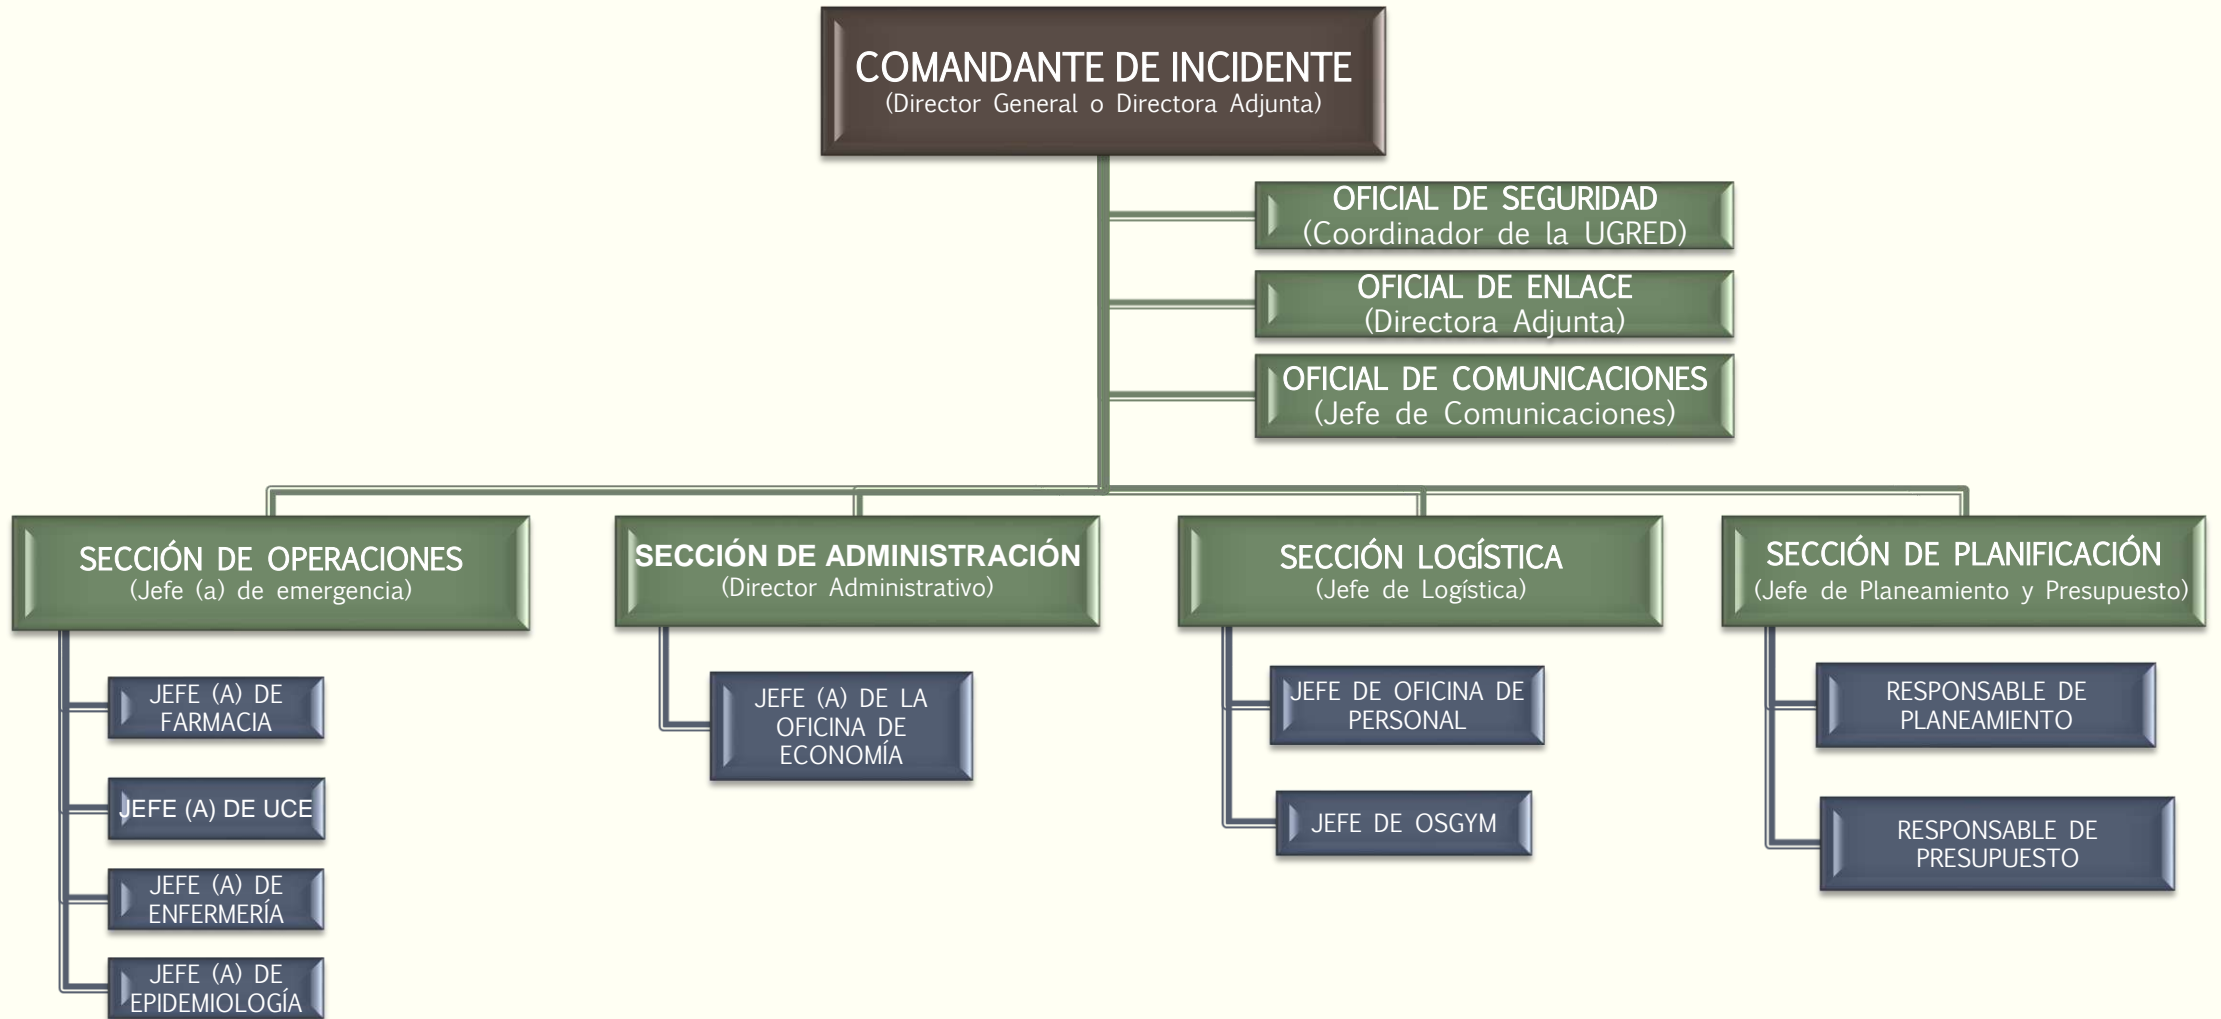 COMANDANTE DE INCIDENTE
(Director General o Directora Adjunta)
OFICIAL DE SEGURIDAD
(Coordinador de la UGRED)
OFICIAL DE ENLACE
(Directora Adjunta)
OFICIAL DE COMUNICACIONES
(Jefe de Comunicaciones)
SECCIÓN DE OPERACIONES
(Jefe (a) de emergencia)
JEFE (A) DE
FARMACIA
JEFE (A) DE UCE
JEFE (A) DE
ENFERMERÍA
JEFE (A) DE
EPIDEMIOLOGÍA
SECCIÓN DE ADMINISTRACIÓN
(Director Administrativo)
JEFE (A) DE LA
OFICINA DE
ECONOMÍA
SECCIÓN LOGÍSTICA
(Jefe de Logística)
JEFE DE OFICINA DE
PERSONAL
JEFE DE OSGYM
SECCIÓN DE PLANIFICACIÓN
(Jefe de Planeamiento y Presupuesto)
RESPONSABLE DE
PLANEAMIENTO
RESPONSABLE DE
PRESUPUESTO